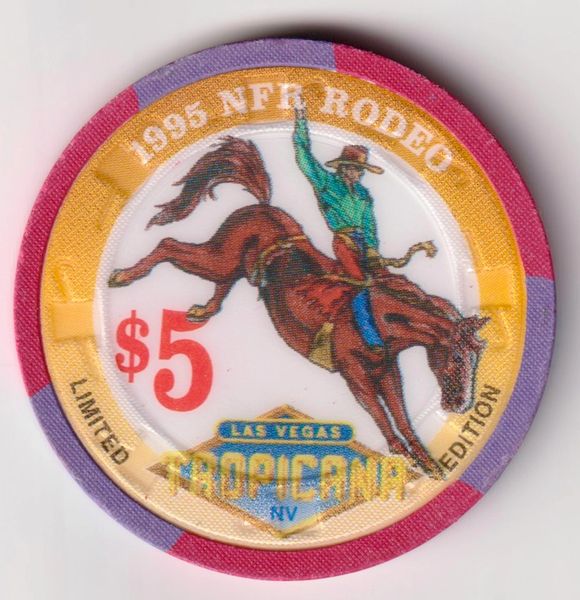 1995 NFR RODEO
$5
LIMITED
EDITION
LAS VEGAS
TROPICANA
NV